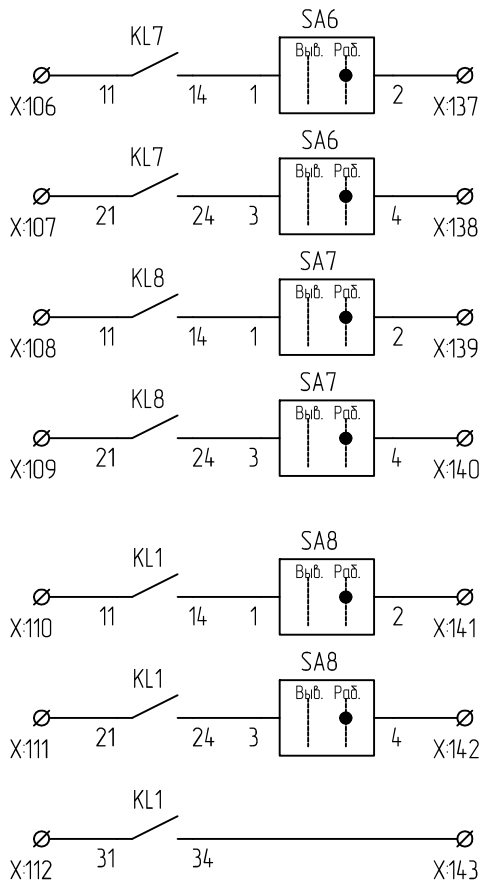 SA6
KL7
Выв. Раб.
X:106 11 14 1 2 X:137
SA6
KL7
Выв. Раб.
X:107 21 24 3 4 X:138
SA7
KL8
Выв. Раб.
X:108 11 14 1 2 X:139
SA7
KL8
Выв. Раб.
X:109 21 24 3 4 X:140
SA8
KL1
Выв. Раб.
X:110 11 14 1 2 X:141
SA8
KL1
Выв. Раб.
X:111 21 24 3 4 X:142
KL1
X:112 31 34 X:143